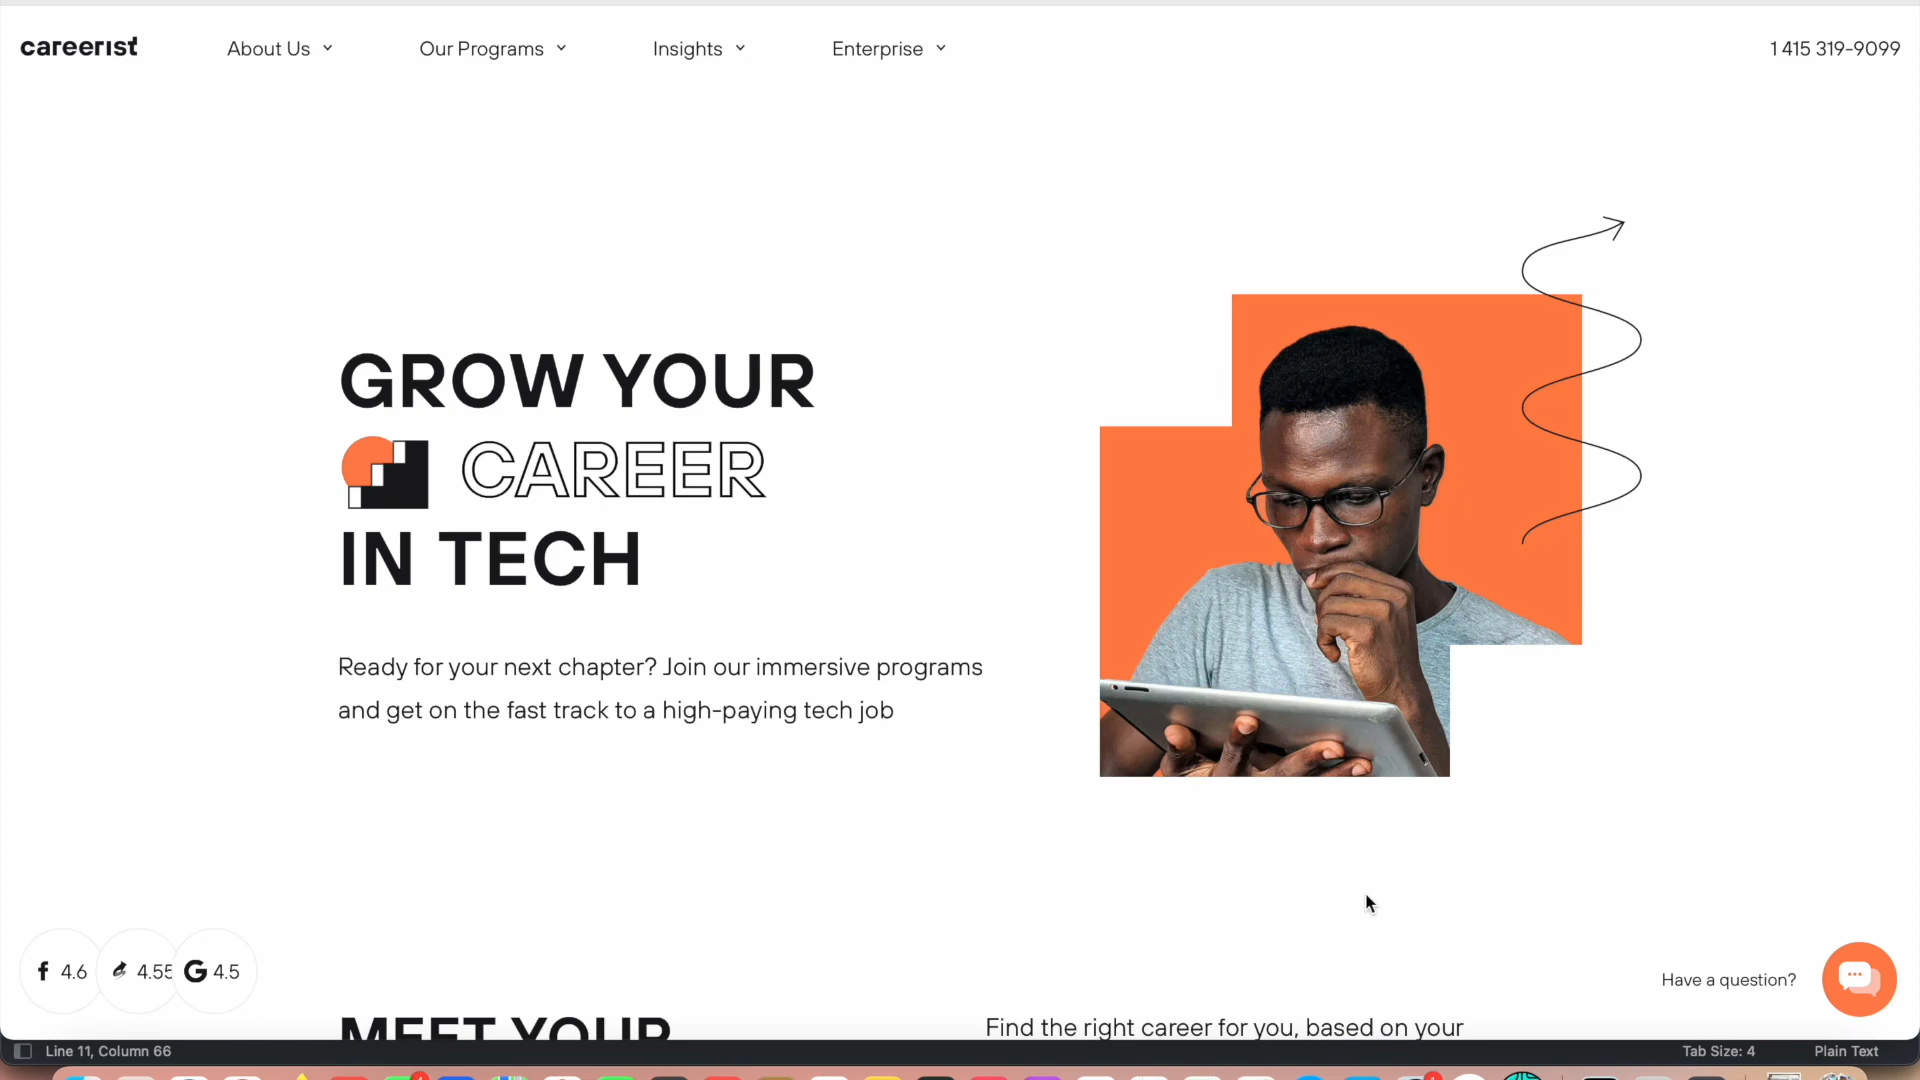 careerist
About Us
Our Programs
Insights
Enterprise
1 415 319-9099
GROW YOUR
CAREER
IN TECH
Ready for your next chapter? Join our immersive programs
and get on the fast track to a high-paying tech job
4.6
4.55
G 4.5
Have a question?
MEET YOUR
Find the right career for you, based on your
Line 11, Column 66
Tab Size: 4
Plain Text